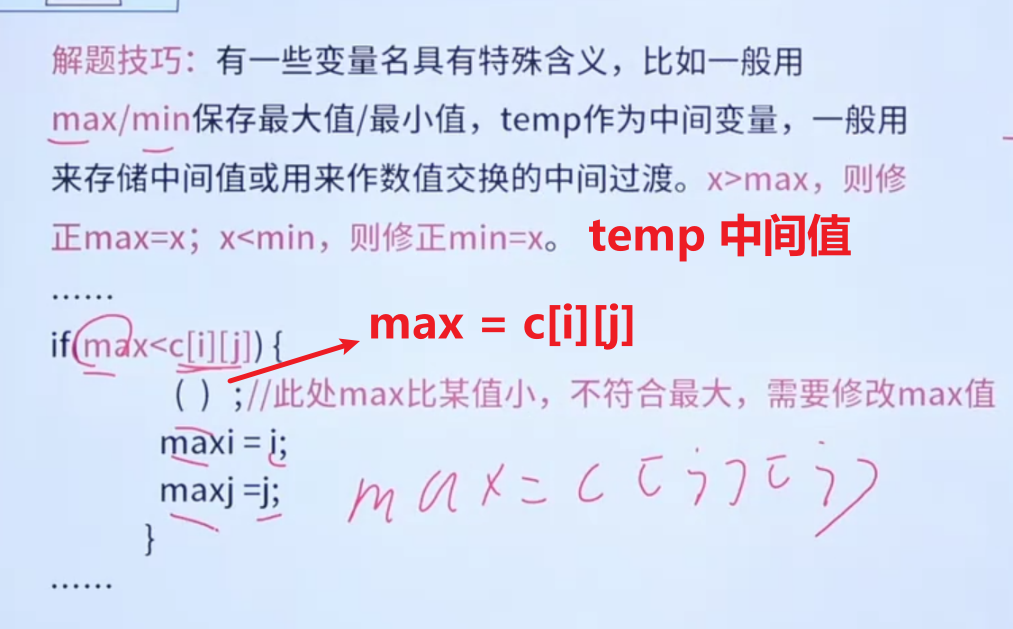 解题技巧：有一些变量名具有特殊含义，比如一般用
max/min保存最大值/最小值，temp作为中间变量，一般用
来存储中间值或用来作数值交换的中间过渡。x>max，则修
正max=x；x<min，则修正min=x。 temp 中间值
......
max = c[i][j]
if(max<c[i][j]) {
( ) ;//此处max比某值小，不符合最大，需要修改max值
maxi = i;
maxj =j;
max = c [j][j]
}
......